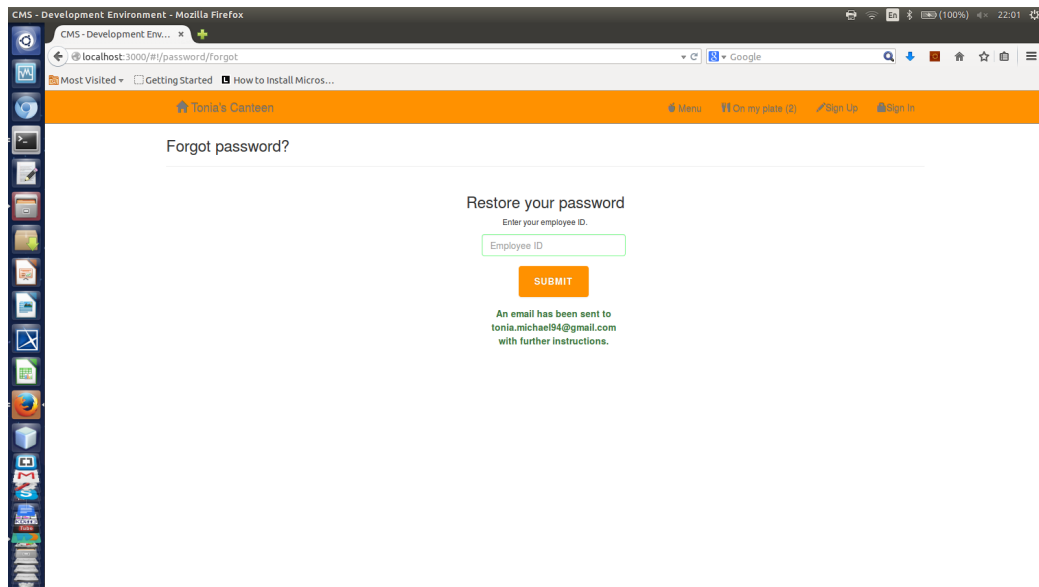 CMS - Development Environment - Mozilla Firefox
En
(100%)
22:01
CMS - Development Env...
localhost:3000/#!/password/forgot
Google
Most Visited
Getting Started
How to Install Micros...
Tonia's Canteen
Menu
On my plate (2)
Sign Up
Sign In
Forgot password?
Restore your password
Enter your employee ID.
Employee ID
SUBMIT
An email has been sent to
tonia.michael94@gmail.com
with further instructions.